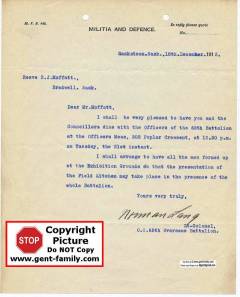 MILITIA AND DEFENCE.
In reply please quote
No.
Saskatoon, Sask., 18th. December, 1915.
Reeve R.J.Moffatt,
Bradwell, Sask.
Dear Mr.Moffatt,
I shall be very pleased to have you and the
Councillors dine with the Officers of the 65th Battalion
at the Officers Mess, 302 Poplar Crescent, at 12.30 p.m.
on Tuesday, the 21st instant.
I shall arrange to have all the men formed up
at the Exhibition Grounds so that the presentation of
the Field Kitchen may take place in the presence of the
whole Battalion.
Yours very truly,
Norman Lang
Lt-Colonel,
O.C.65th Overseas Battalion.
STOP
Copyright
Picture
Do NOT Copy
www.gent-family.com